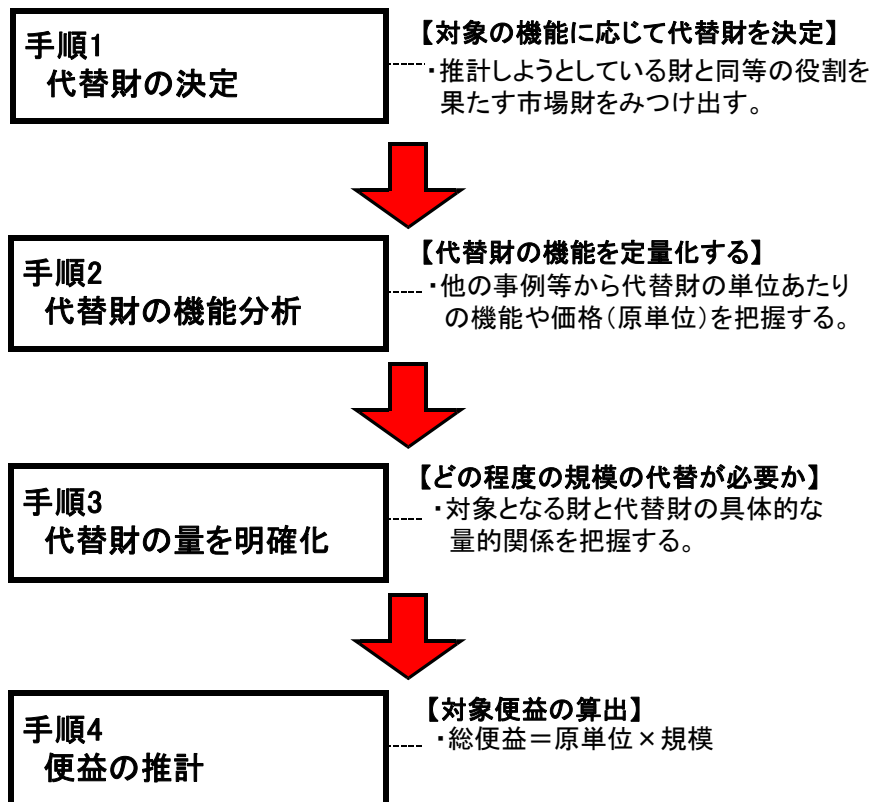 手順1
代替財の決定
【対象の機能に応じて代替財を決定】
・推計しようとしている財と同等の役割を
果たす市場財をみつけ出す。
手順2
代替財の機能分析
【代替財の機能を定量化する】
・他の事例等から代替財の単位あたり
の機能や価格（原単位）を把握する。
手順3
代替財の量を明確化
【どの程度の規模の代替が必要か】
・対象となる財と代替財の具体的な
量的関係を把握する。
手順4
便益の推計
【対象便益の算出】
・総便益＝原単位×規模